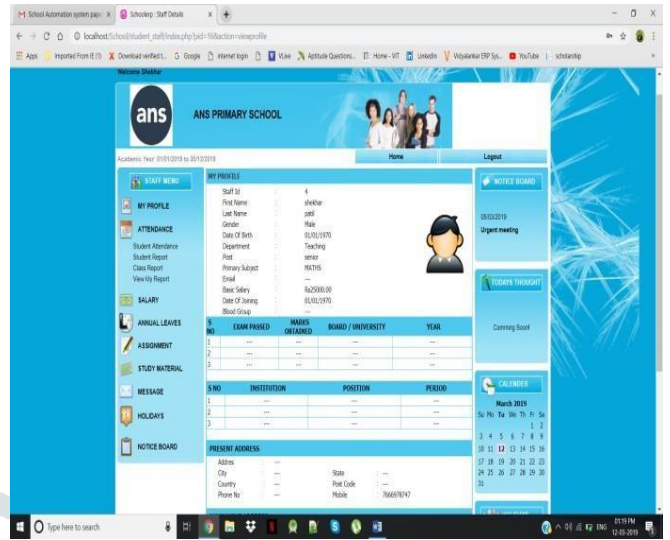 School Automation system pape
Schoolerp : Staff Details
localhost/School/student_staff/index.php?pid=16&action=viewprofile
Apps Imported From IE (1) Download verified t... Google internet login VLive Aptitude Questions... Home - VIT LinkedIn Vidyalankar ERP Sys... YouTube scholarship
Welcome Shekhar
ans
ANS PRIMARY SCHOOL
Academic Year: 01/01/2019 to 30/12/2019
Home Logout
STAFF MENU
MY PROFILE
ATTENDANCE
Student Attendance
Student Report
Class Report
View My Report
SALARY
ANNUAL LEAVES
ASSIGNMENT
STUDY MATERIAL
MESSAGE
HOLIDAYS
NOTICE BOARD
MY PROFILE
Staff Id : 4
First Name : shekhar
Last Name : patil
Gender : Male
Date Of Birth : 01/01/1970
Department : Teaching
Post : senior
Primary Subject : MATHS
Email : ---
Basic Salary : Rs25000.00
Date Of Joining : 01/01/1970
Blood Group : ---
S NO EXAM PASSED MARKS OBTAINED BOARD / UNIVERSITY YEAR
1 --- --- --- ---
2 --- --- --- ---
3 --- --- --- ---
S NO INSTITUTION POSITION PERIOD
1 --- --- ---
2 --- --- ---
3 --- --- ---
PRESENT ADDRESS
Addres : ---
City : --- State : ---
Country : --- Post Code : ---
Phone No : --- Mobile : 7666978747
NOTICE BOARD
05/03/2019
Urgent meeting
TODAYS THOUGHT
Comming Soon!
CALENDER
March 2019
Su Mo Tu We Th Fr Sa
1 2
3 4 5 6 7 8 9
10 11 12 13 14 15 16
17 18 19 20 21 22 23
24 25 26 27 28 29 30
31
Type here to search
ENG
01:19 PM
12-03-2019